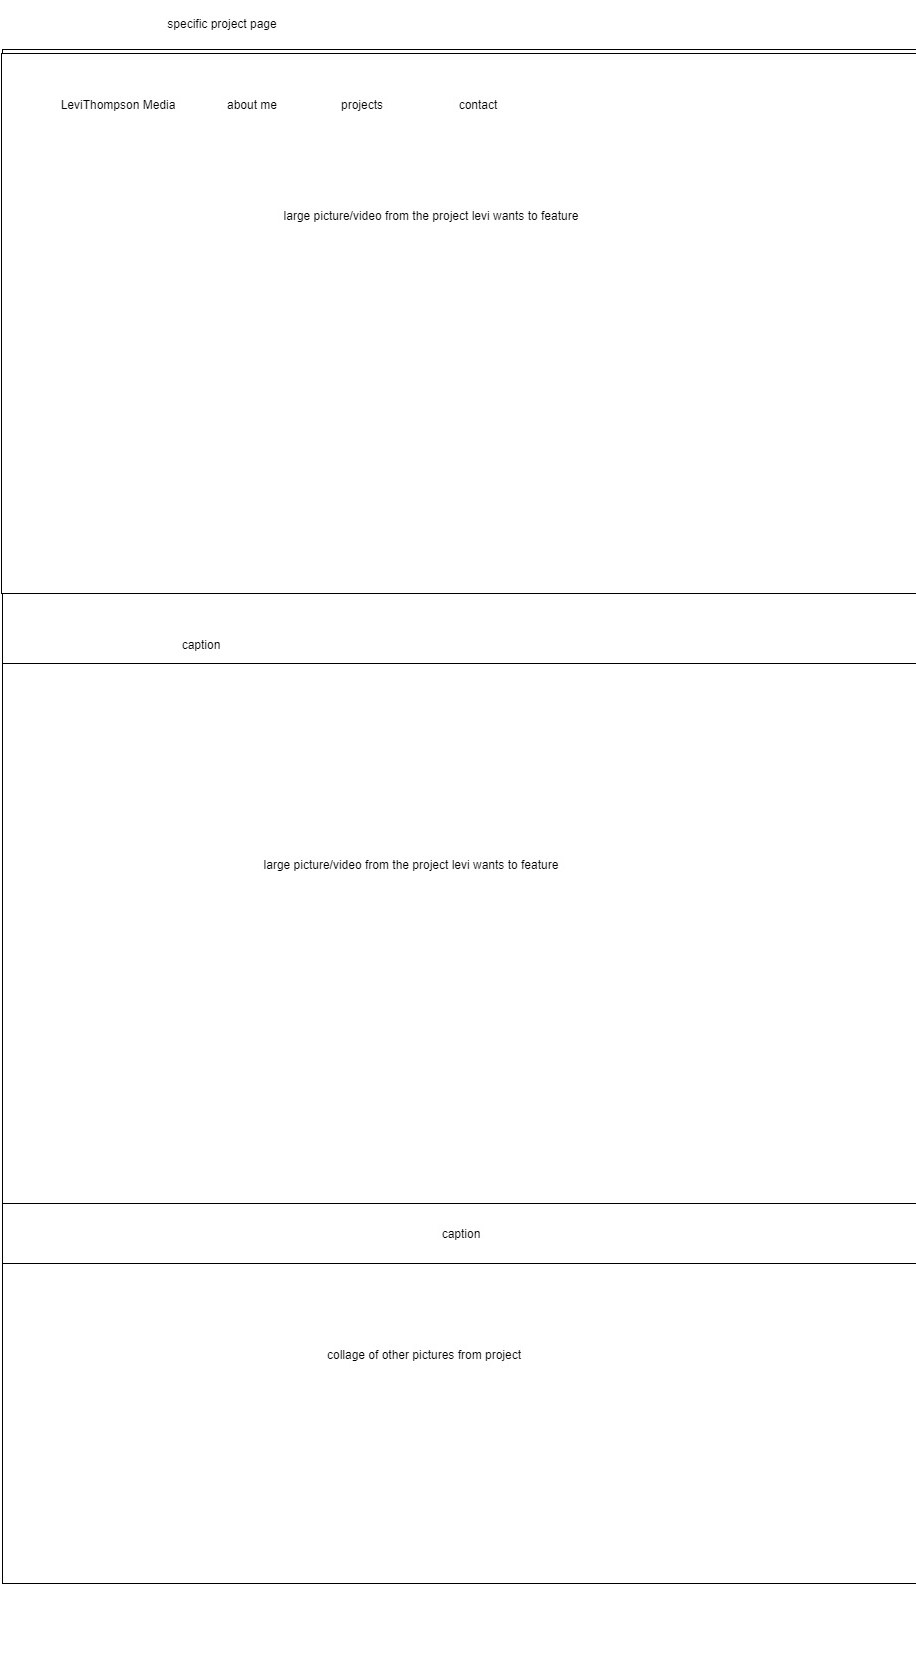 specific project page
LeviThompson Media about me projects contact
large picture/video from the project levi wants to feature
caption
large picture/video from the project levi wants to feature
caption
collage of other pictures from project